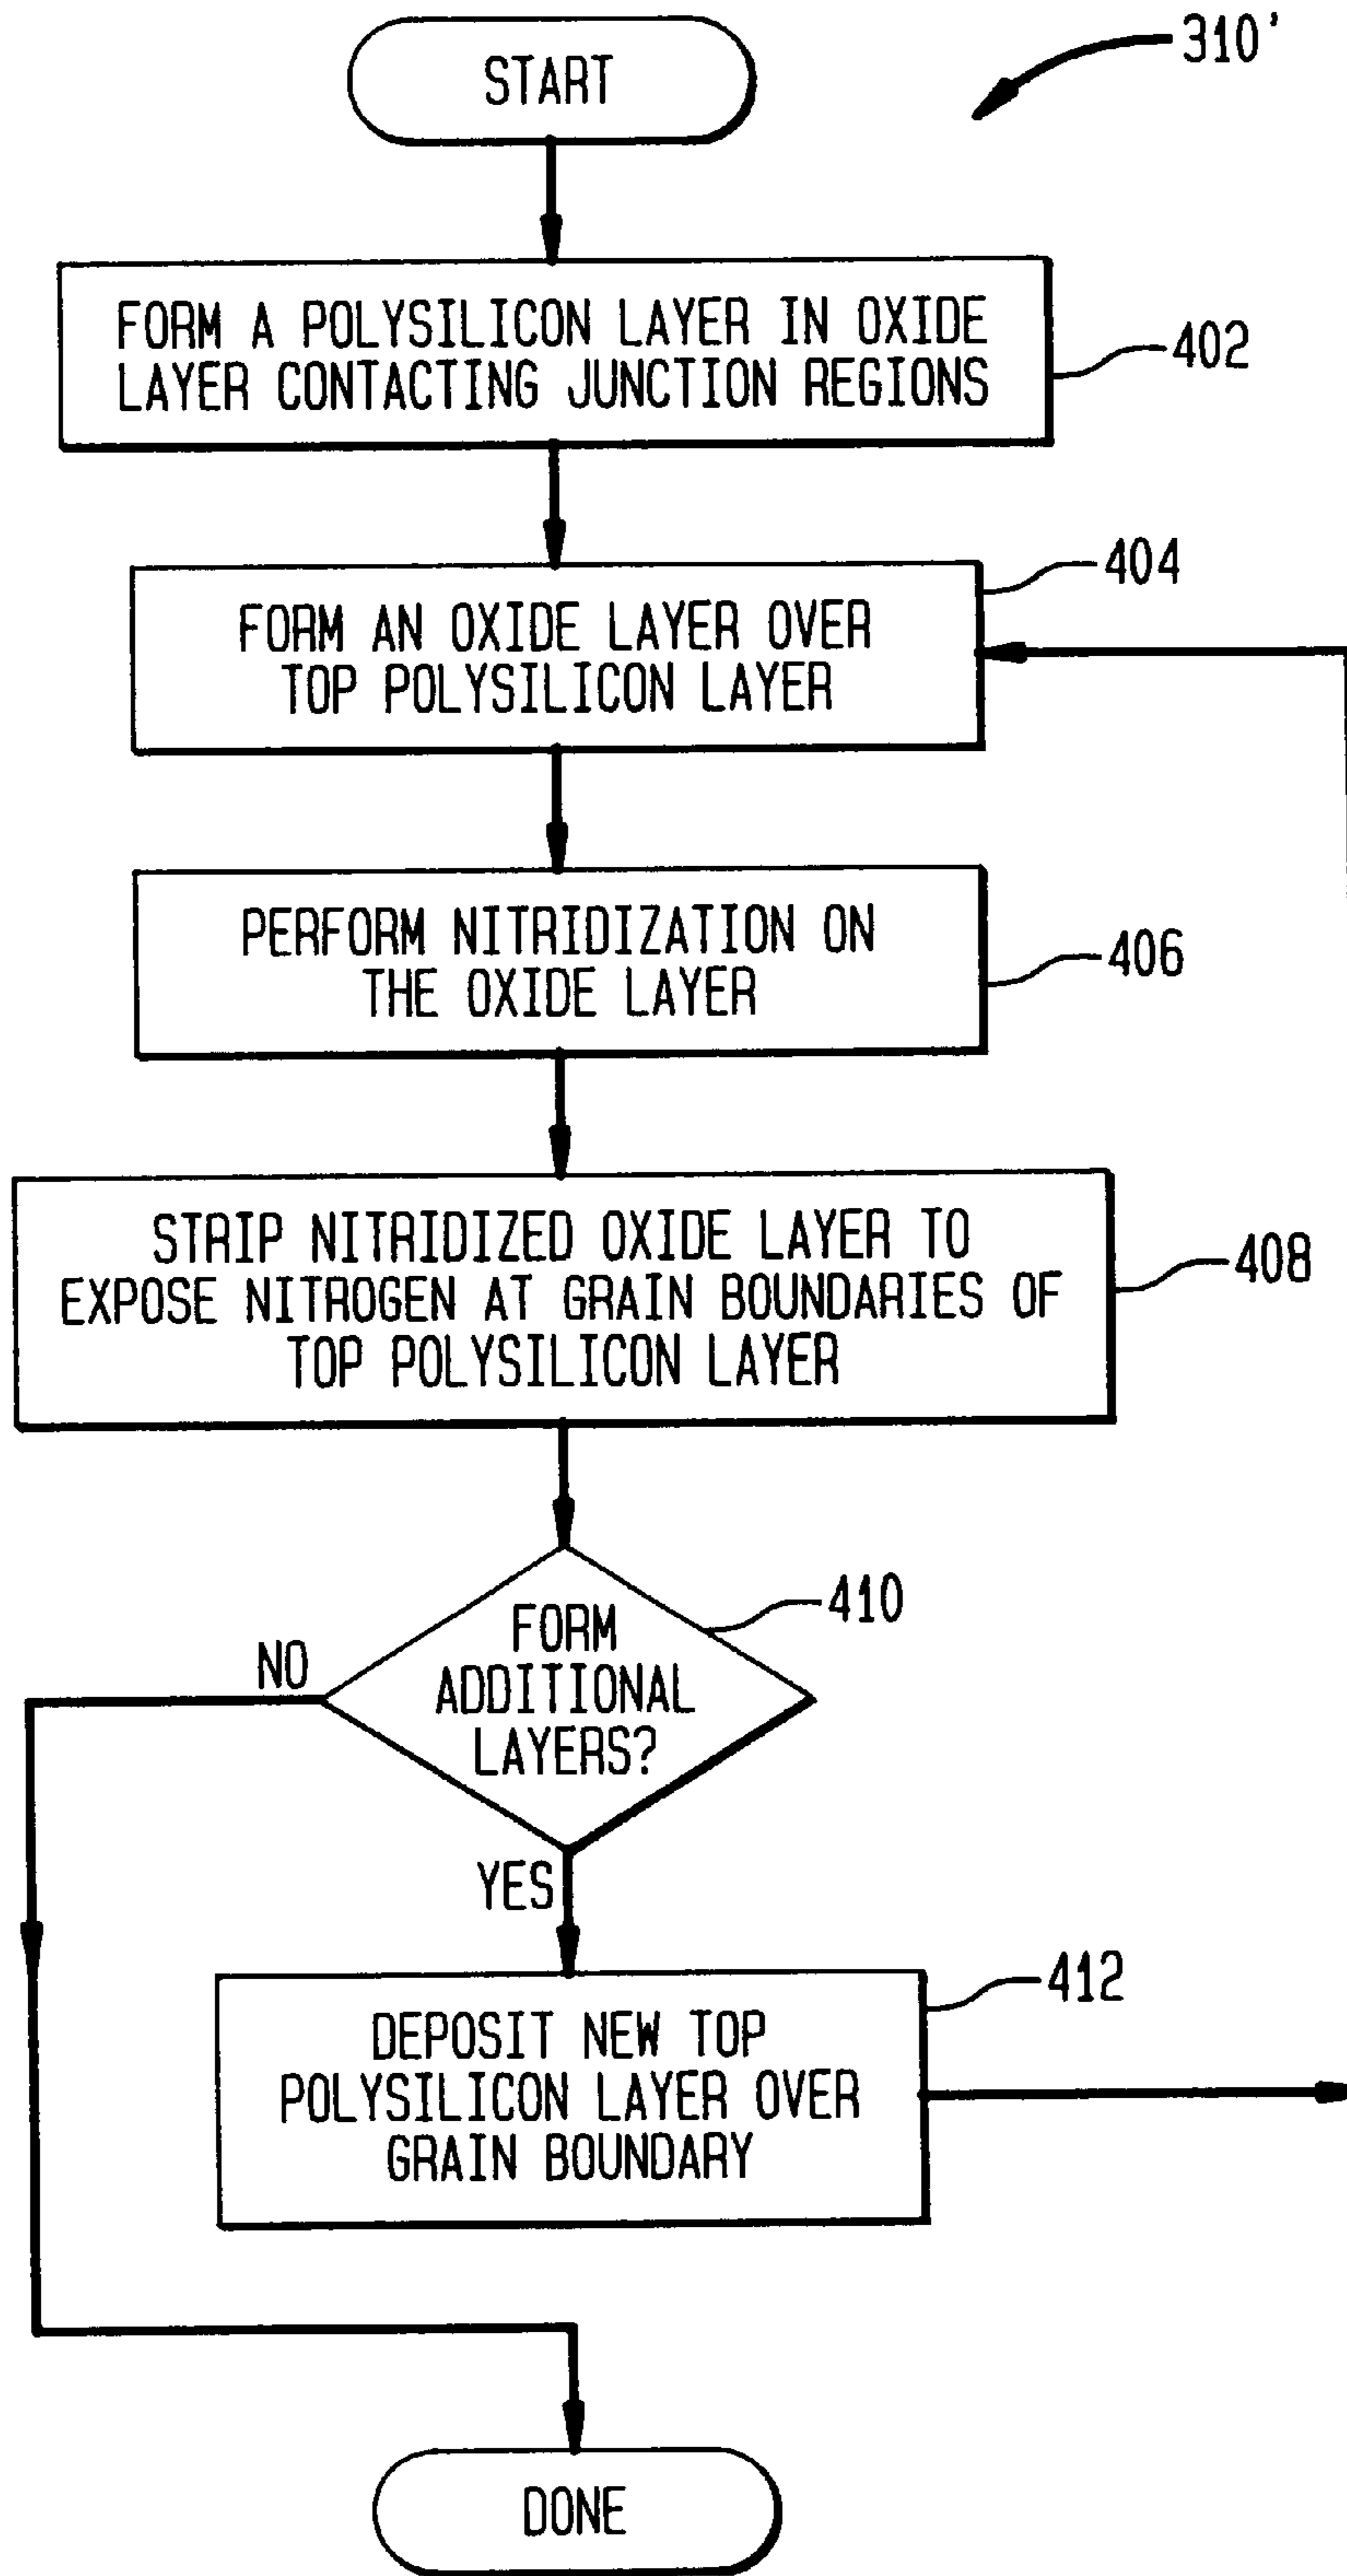 310'
START
FORM A POLYSILICON LAYER IN OXIDE
LAYER CONTACTING JUNCTION REGIONS
402
404
FORM AN OXIDE LAYER OVER
TOP POLYSILICON LAYER
PERFORM NITRIDIZATION ON
THE OXIDE LAYER
406
STRIP NITRIDIZED OXIDE LAYER TO
EXPOSE NITROGEN AT GRAIN BOUNDARIES OF
TOP POLYSILICON LAYER
408
410
FORM
ADDITIONAL
LAYERS?
NO
YES
412
DEPOSIT NEW TOP
POLYSILICON LAYER OVER
GRAIN BOUNDARY
DONE